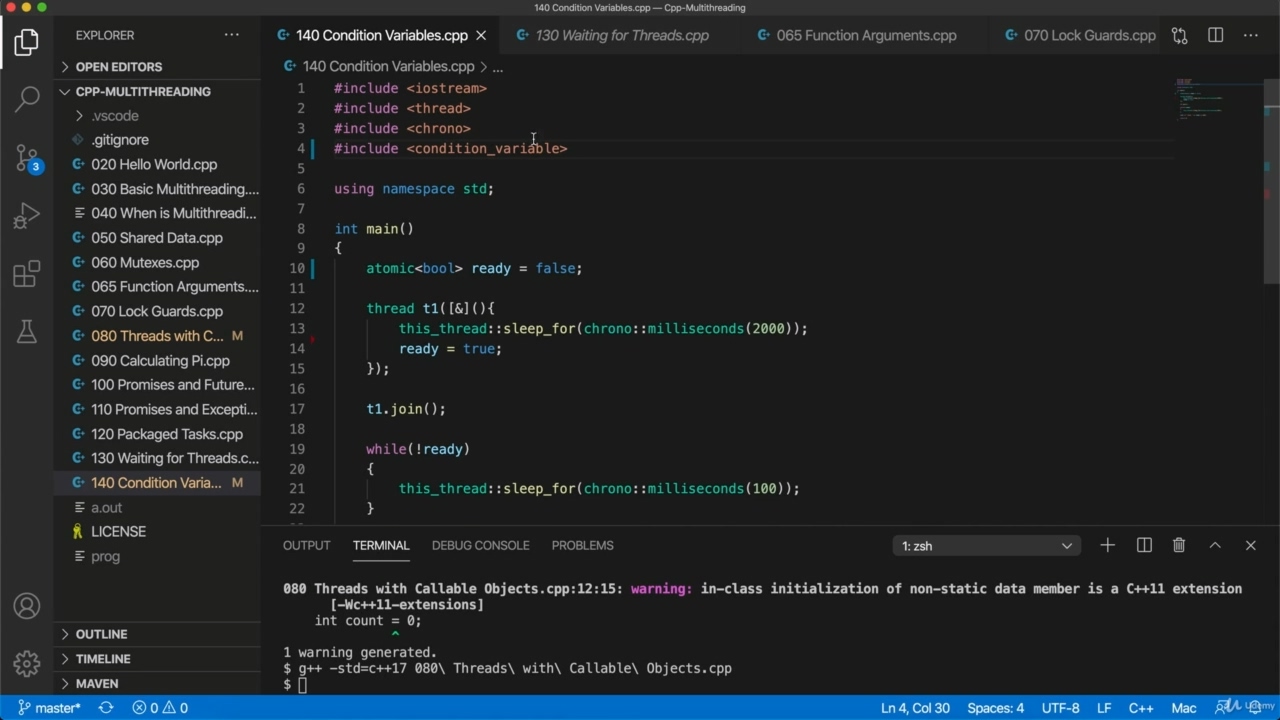 140 Condition Variables.cpp — Cpp-Multithreading
EXPLORER
OPEN EDITORS
CPP-MULTITHREADING
.vscode
.gitignore
020 Hello World.cpp
030 Basic Multithreading....
040 When is Multithreadi...
050 Shared Data.cpp
060 Mutexes.cpp
065 Function Arguments....
070 Lock Guards.cpp
080 Threads with C... M
090 Calculating Pi.cpp
100 Promises and Future...
110 Promises and Excepti...
120 Packaged Tasks.cpp
130 Waiting for Threads.c...
140 Condition Varia... M
a.out
LICENSE
prog
OUTLINE
TIMELINE
MAVEN
3
140 Condition Variables.cpp
130 Waiting for Threads.cpp
065 Function Arguments.cpp
070 Lock Guards.cpp
140 Condition Variables.cpp > ...
1 #include <iostream>
2 #include <thread>
3 #include <chrono>
4 #include <condition_variable>
5
6 using namespace std;
7
8 int main()
9 {
10 atomic<bool> ready = false;
11
12 thread t1([&](){
13 this_thread::sleep_for(chrono::milliseconds(2000));
14 ready = true;
15 });
16
17 t1.join();
18
19 while(!ready)
20 {
21 this_thread::sleep_for(chrono::milliseconds(100));
22 }
OUTPUT TERMINAL DEBUG CONSOLE PROBLEMS
1: zsh
080 Threads with Callable Objects.cpp:12:15: warning: in-class initialization of non-static data member is a C++11 extension
[-Wc++11-extensions]
int count = 0;
^
1 warning generated.
$ g++ -std=c++17 080\ Threads\ with\ Callable\ Objects.cpp
$
master* 0 0
Ln 4, Col 30 Spaces: 4 UTF-8 LF C++ Mac
Udemy